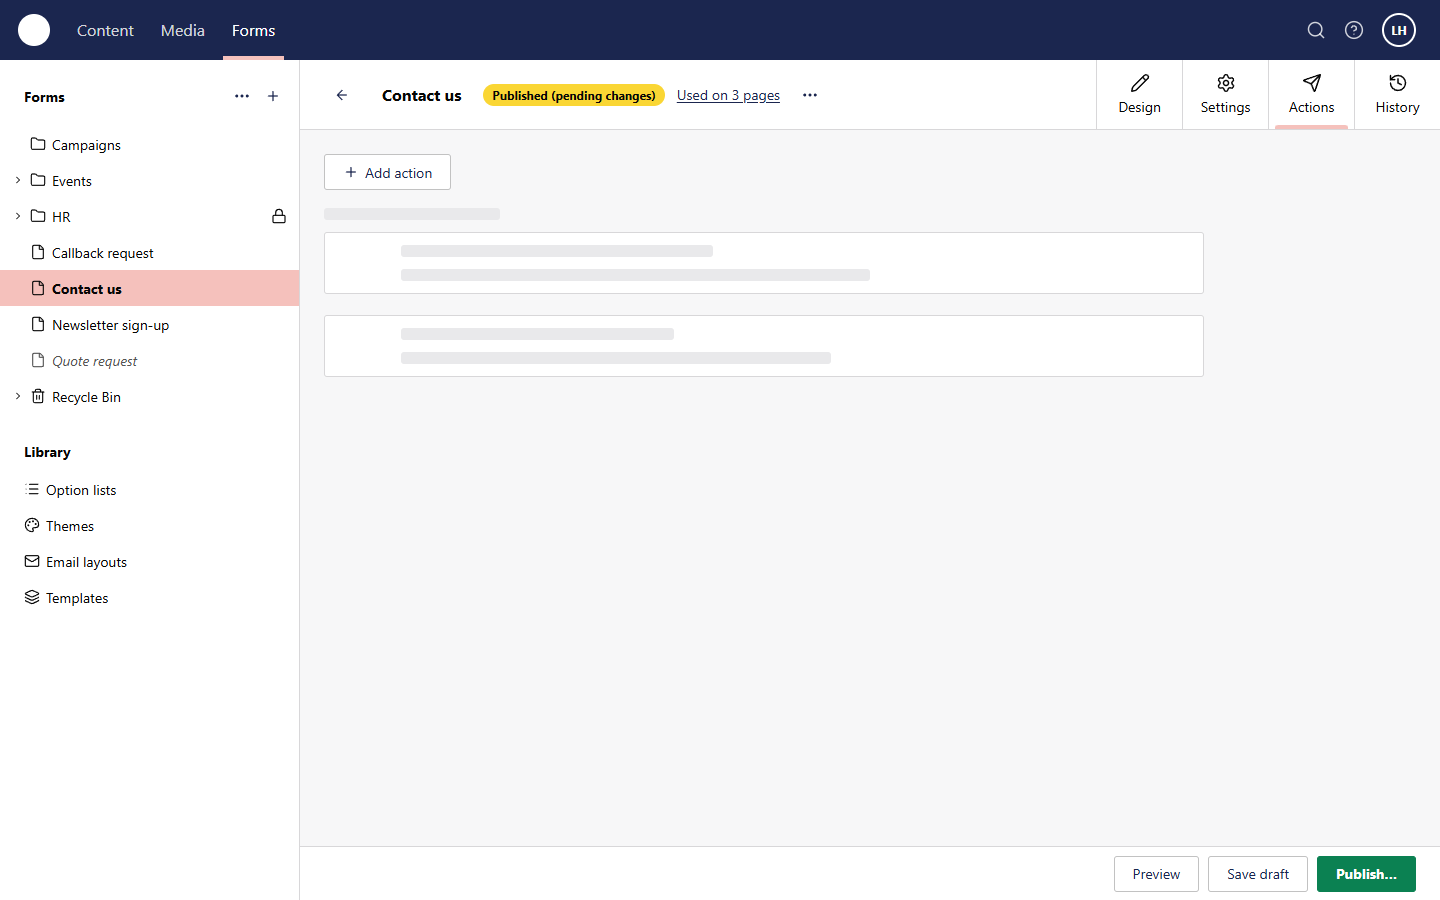 Content Media Forms LH
Forms
Campaigns
Events
HR
Callback request
Contact us
Newsletter sign-up
Quote request
Recycle Bin
Library
Option lists
Themes
Email layouts
Templates
Contact us Published (pending changes) Used on 3 pages
Design Settings Actions History
Add action
Preview Save draft Publish...